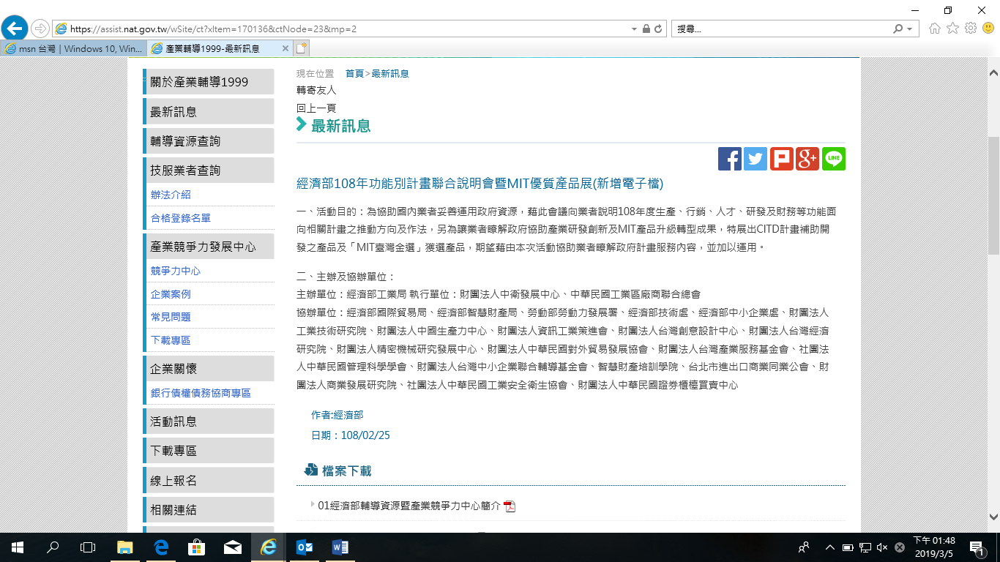 https://assist.nat.gov.tw/wSite/ct?xItem=170136&ctNode=23&mp=2
搜尋...
msn 台灣 | Windows 10, Win...
產業輔導1999-最新訊息
關於產業輔導1999
最新訊息
輔導資源查詢
技服業者查詢
辦法介紹
合格登錄名單
產業競爭力發展中心
競爭力中心
企業案例
常見問題
下載專區
企業關懷
銀行債權債務協商專區
活動訊息
下載專區
線上報名
相關連結
現在位置 首頁>最新訊息
轉寄友人
回上一頁
最新訊息
LINE
經濟部108年功能別計畫聯合說明會暨MIT優質產品展(新增電子檔)
一、活動目的：為協助國內業者妥善運用政府資源，藉此會議向業者說明108年度生產、行銷、人才、研發及財務等功能面
向相關計畫之推動方向及作法，另為讓業者瞭解政府協助產業研發創新及MIT產品升級轉型成果，特展出CITD計畫補助開
發之產品及「MIT臺灣金選」獲選產品，期望藉由本次活動協助業者瞭解政府計畫服務內容，並加以運用。
二、主辦及協辦單位：
主辦單位：經濟部工業局 執行單位：財團法人中衛發展中心、中華民國工業區廠商聯合總會
協辦單位：經濟部國際貿易局、經濟部智慧財產局、勞動部勞動力發展署、經濟部技術處、經濟部中小企業處、財團法人
工業技術研究院、財團法人中國生產力中心、財團法人資訊工業策進會、財團法人台灣創意設計中心、財團法人台灣經濟
研究院、財團法人精密機械研究發展中心、財團法人中華民國對外貿易發展協會、財團法人台灣產業服務基金會、社團法
人中華民國管理科學學會、財團法人台灣中小企業聯合輔導基金會、智慧財產培訓學院、台北市進出口商業同業公會、財
團法人商業發展研究院、社團法人中華民國工業安全衛生協會、財團法人中華民國證券櫃檯買賣中心
作者:經濟部
日期：108/02/25
檔案下載
01經濟部輔導資源暨產業競爭力中心簡介
下午 01:48
2019/3/5
1